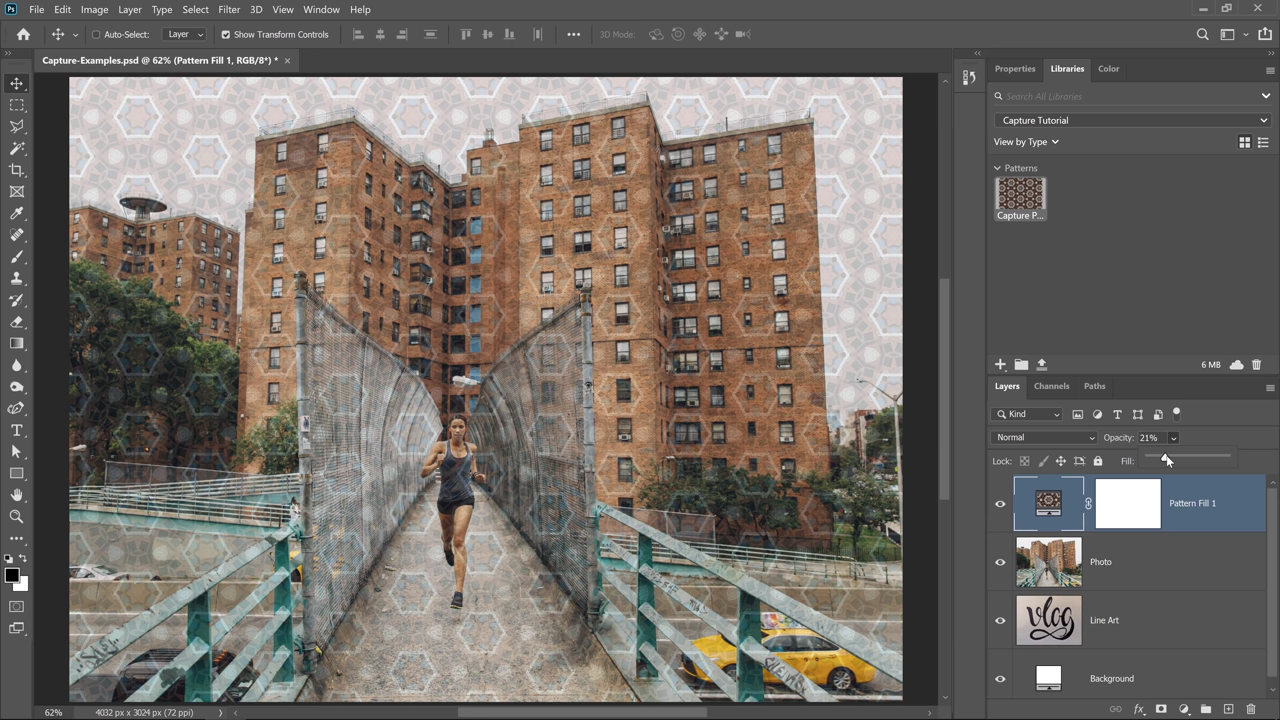 Ps File Edit Image Layer Type Select Filter 3D View Window Help
Auto-Select: Layer Show Transform Controls 3D Mode:
Capture-Examples.psd @ 62% (Pattern Fill 1, RGB/8*) *
Properties Libraries Color
Search All Libraries
Capture Tutorial
View by Type
Patterns
Capture P...
6 MB
Layers Channels Paths
Kind
Normal Opacity: 21%
Lock: Fill:
Pattern Fill 1
Photo
vlog
Line Art
Background
62% 4032 px x 3024 px (72 ppi)